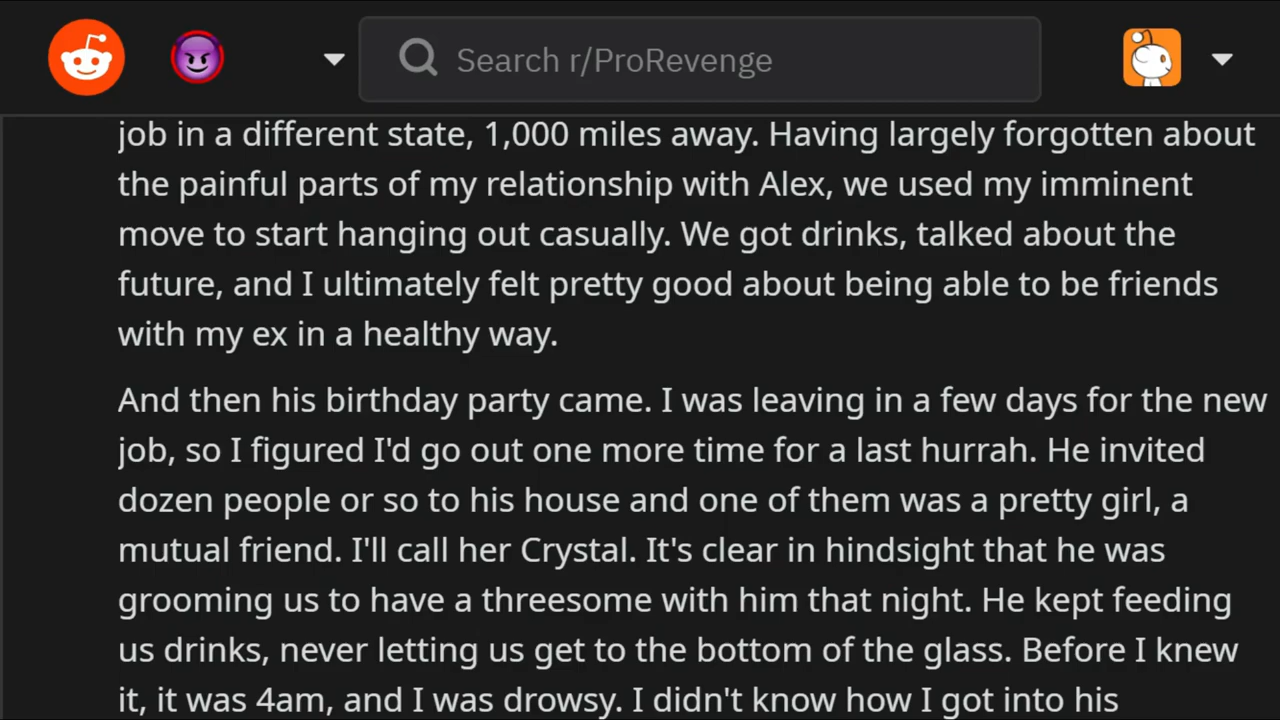 Search r/ProRevenge
job in a different state, 1,000 miles away. Having largely forgotten about
the painful parts of my relationship with Alex, we used my imminent
move to start hanging out casually. We got drinks, talked about the
future, and I ultimately felt pretty good about being able to be friends
with my ex in a healthy way.
And then his birthday party came. I was leaving in a few days for the new
job, so I figured I'd go out one more time for a last hurrah. He invited
dozen people or so to his house and one of them was a pretty girl, a
mutual friend. I'll call her Crystal. It's clear in hindsight that he was
grooming us to have a threesome with him that night. He kept feeding
us drinks, never letting us get to the bottom of the glass. Before I knew
it, it was 4am, and I was drowsy. I didn't know how I got into his